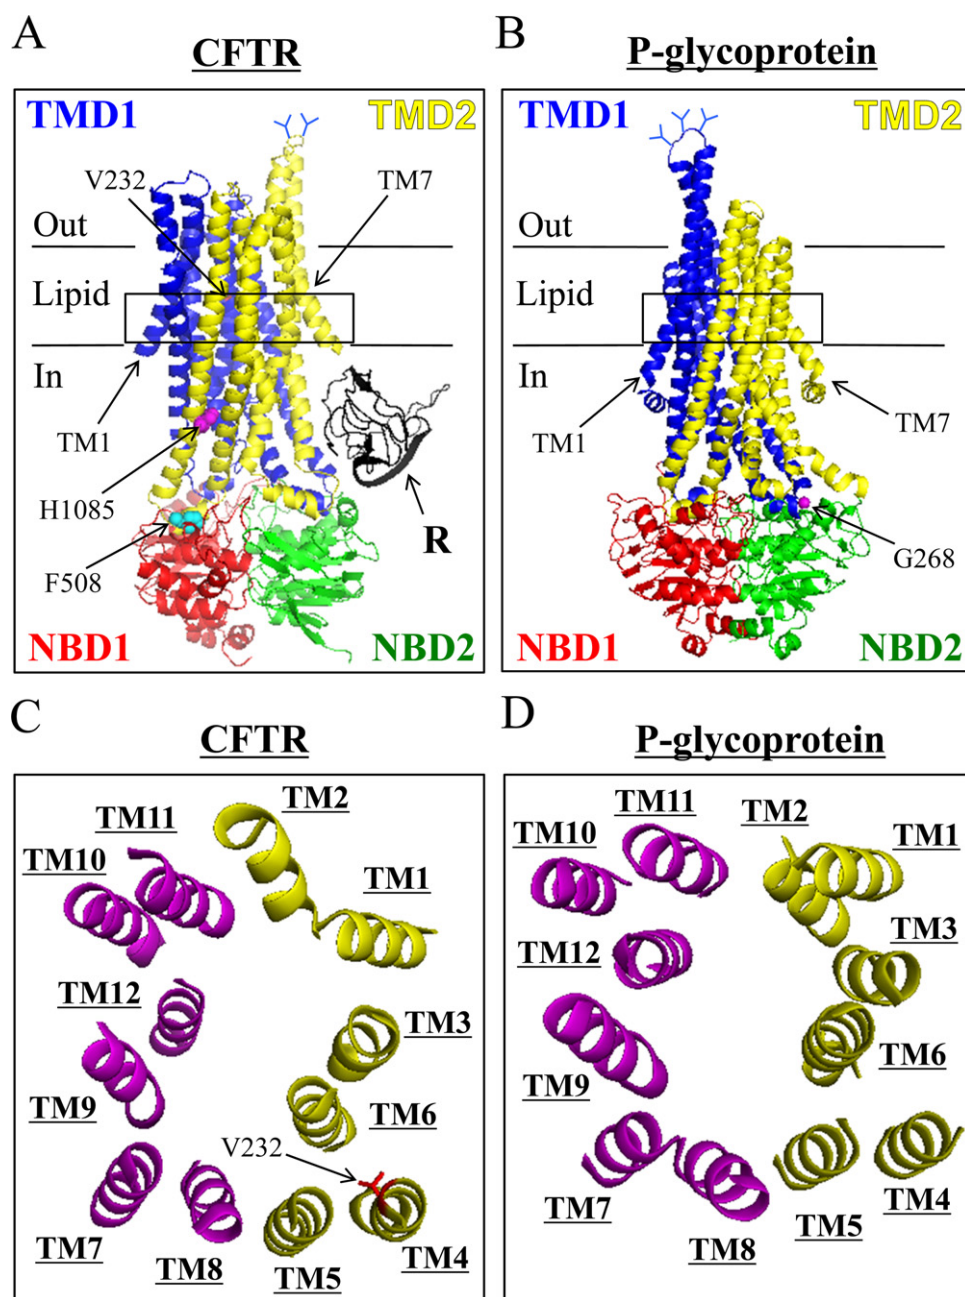 A
CFTR
TMD1
TMD2
V232
TM7
Out
Lipid
In
TM1
H1085
F508
R
NBD1
NBD2
B
P-glycoprotein
TMD1
TMD2
Out
Lipid
In
TM1
TM7
G268
NBD1
NBD2
C
CFTR
TM2
TM11
TM10
TM1
TM12
TM3
TM9
TM6
V232
TM7
TM8
TM5
TM4
D
P-glycoprotein
TM11
TM2
TM10
TM1
TM3
TM12
TM6
TM9
TM7
TM8
TM5
TM4